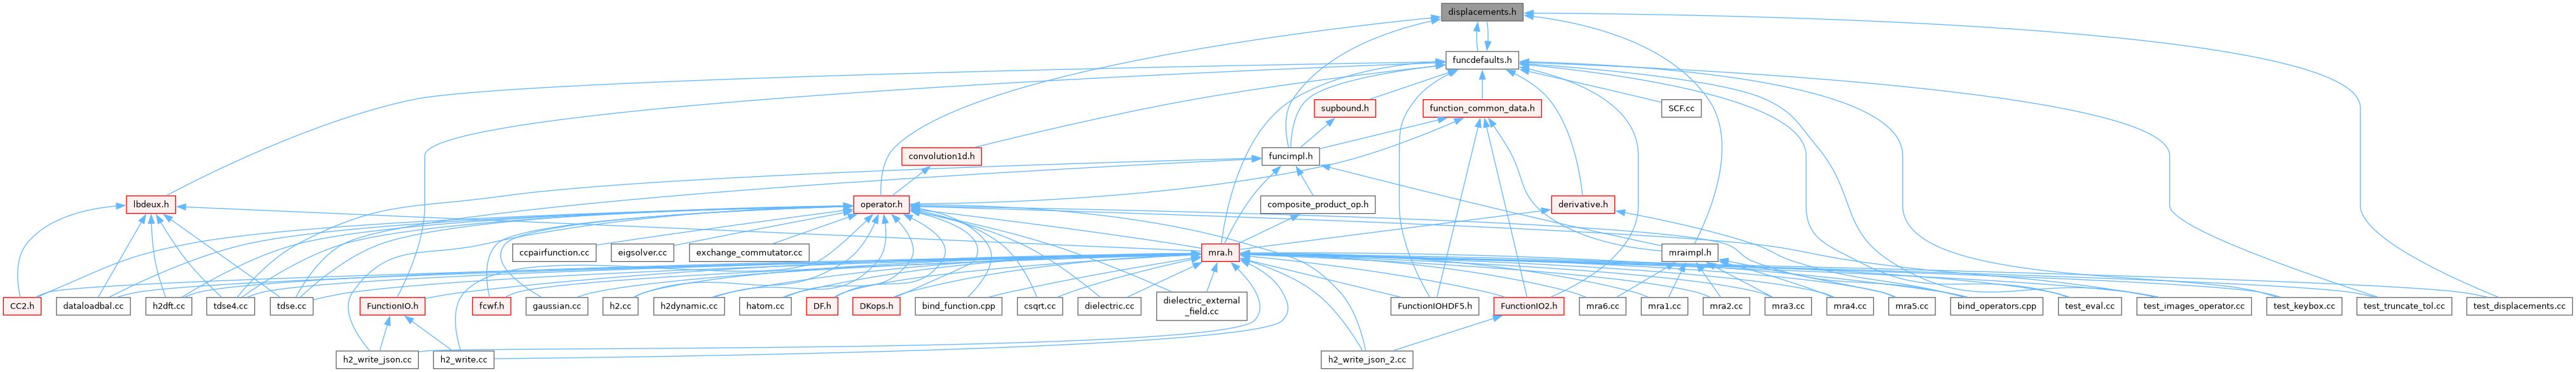 displacements.h
funcdefaults.h
supbound.h
function_common_data.h
SCF.cc
convolution1d.h
funcimpl.h
lbdeux.h
operator.h
composite_product_op.h
derivative.h
ccpairfunction.cc
eigsolver.cc
exchange_commutator.cc
mra.h
mraimpl.h
CC2.h
dataloadbal.cc
h2dft.cc
tdse4.cc
tdse.cc
FunctionIO.h
fcwf.h
gaussian.cc
h2.cc
h2dynamic.cc
hatom.cc
DF.h
DKops.h
bind_function.cpp
csqrt.cc
dielectric.cc
dielectric_external
_field.cc
FunctionIOHDF5.h
FunctionIO2.h
mra6.cc
mra1.cc
mra2.cc
mra3.cc
mra4.cc
mra5.cc
bind_operators.cpp
test_eval.cc
test_images_operator.cc
test_keybox.cc
test_truncate_tol.cc
test_displacements.cc
h2_write_json.cc
h2_write.cc
h2_write_json_2.cc